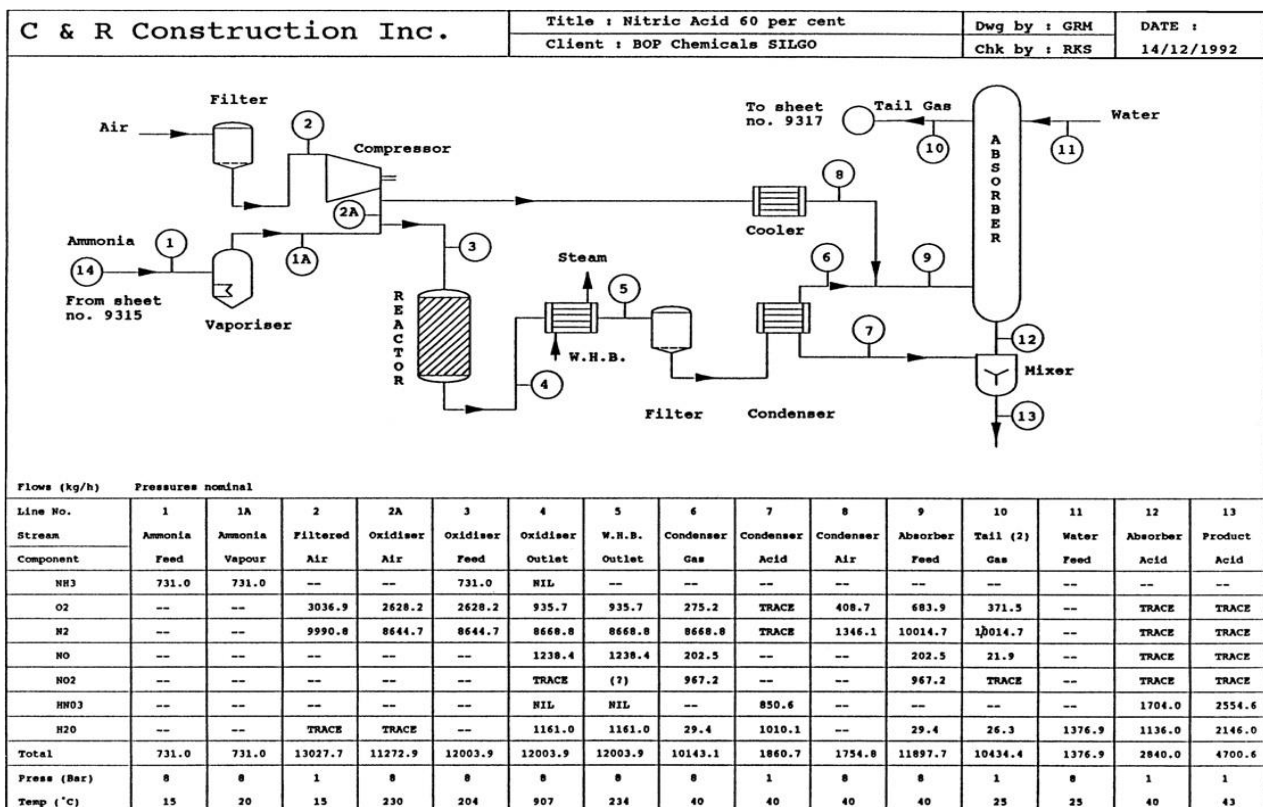 C & R Construction Inc.
Title : Nitric Acid 60 per cent
Client : BOP Chemicals SILGO
Dwg by : GRM
Chk by : RKS
DATE :
14/12/1992
Filter
Air
2
Compressor
To sheet
no. 9317
Tail Gas
10
Water
11
ABSORBER
8
2A
Cooler
Ammonia
1
14
1A
3
From sheet
no. 9315
Vaporiser
Steam
5
6
9
REACTOR
W.H.B.
4
7
12
Mixer
Filter
Condenser
13
Flows (kg/h) Pressures nominal
Line No. 1 1A 2 2A 3 4 5 6 7 8 9 10 11 12 13
Stream Ammonia Ammonia Filtered Oxidiser Oxidiser Oxidiser W.H.B. Condenser Condenser Condenser Absorber Tail (2) Water Absorber Product
Component Feed Vapour Air Air Feed Outlet Outlet Gas Acid Air Feed Gas Feed Acid Acid
NH3 731.0 731.0 -- -- 731.0 NIL -- -- -- -- -- -- -- -- --
O2 -- -- 3036.9 2628.2 2628.2 935.7 935.7 275.2 TRACE 408.7 683.9 371.5 -- TRACE TRACE
N2 -- -- 9990.8 8644.7 8644.7 8668.8 8668.8 8668.8 TRACE 1346.1 10014.7 10014.7 -- TRACE TRACE
NO -- -- -- -- -- 1238.4 1238.4 202.5 -- -- 202.5 21.9 -- TRACE TRACE
NO2 -- -- -- -- -- TRACE (?) 967.2 -- -- 967.2 TRACE -- TRACE TRACE
HNO3 -- -- -- -- -- NIL NIL -- 850.6 -- -- -- -- 1704.0 2554.6
H2O -- -- TRACE TRACE -- 1161.0 1161.0 29.4 1010.1 -- 29.4 26.3 1376.9 1136.0 2146.0
Total 731.0 731.0 13027.7 11272.9 12003.9 12003.9 12003.9 10143.1 1860.7 1754.8 11897.7 10434.4 1376.9 2840.0 4700.6
Press (Bar) 8 8 1 8 8 8 8 8 1 8 8 1 8 1 1
Temp (°C) 15 20 15 230 204 907 234 40 40 40 40 25 25 40 43